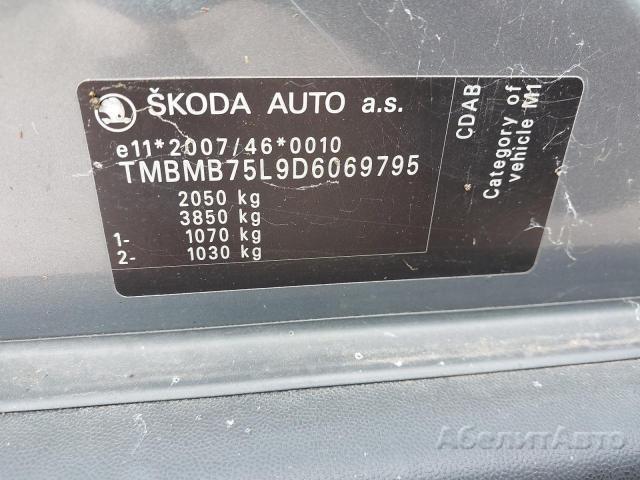 ŠKODA AUTO a.s.
e11*2007/46*0010
TMBMB75L9D6069795
2050 kg
3850 kg
1- 1070 kg
2- 1030 kg
CDAB
Category of
vehicle M1
АбелитАвто